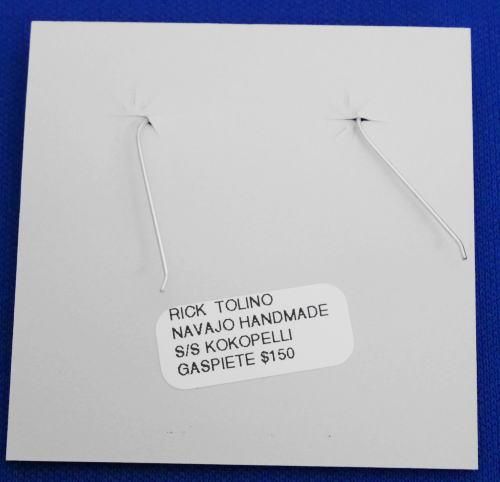 RICK TOLINO
NAVAJO HANDMADE
S/S KOKOPELLI
GASPIETE $150